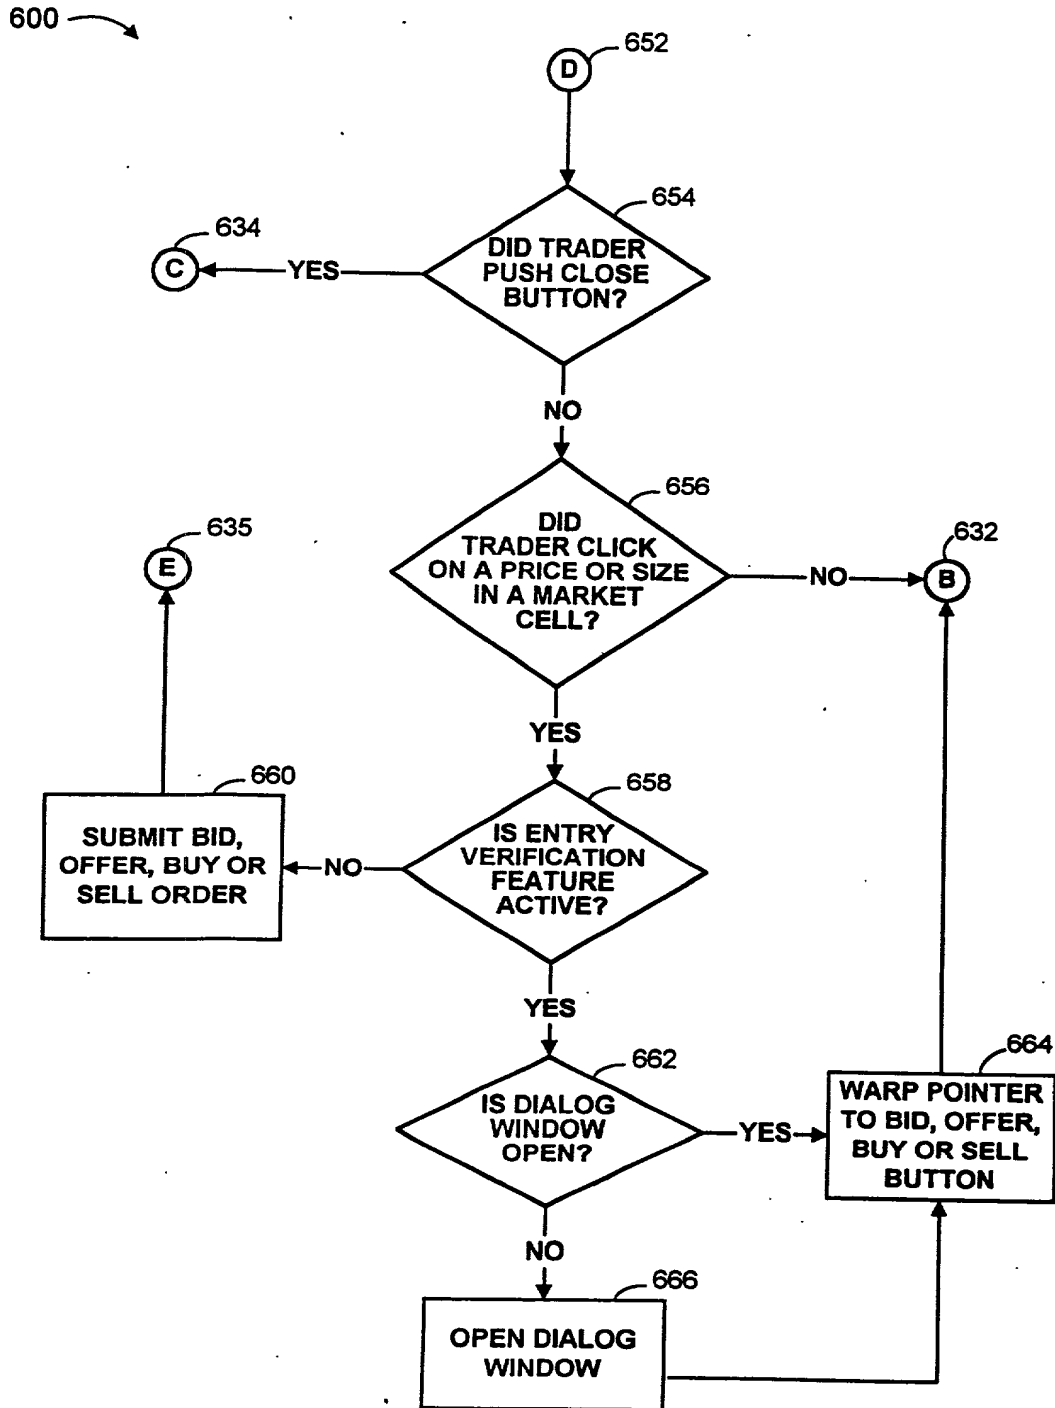 600
D
652
654
DID TRADER
PUSH CLOSE
BUTTON?
634
C
YES
NO
656
DID
TRADER CLICK
ON A PRICE OR SIZE
IN A MARKET
CELL?
635
E
NO
632
B
YES
658
IS ENTRY
VERIFICATION
FEATURE
ACTIVE?
NO
660
SUBMIT BID,
OFFER, BUY OR
SELL ORDER
YES
662
IS DIALOG
WINDOW
OPEN?
YES
664
WARP POINTER
TO BID, OFFER,
BUY OR SELL
BUTTON
NO
666
OPEN DIALOG
WINDOW